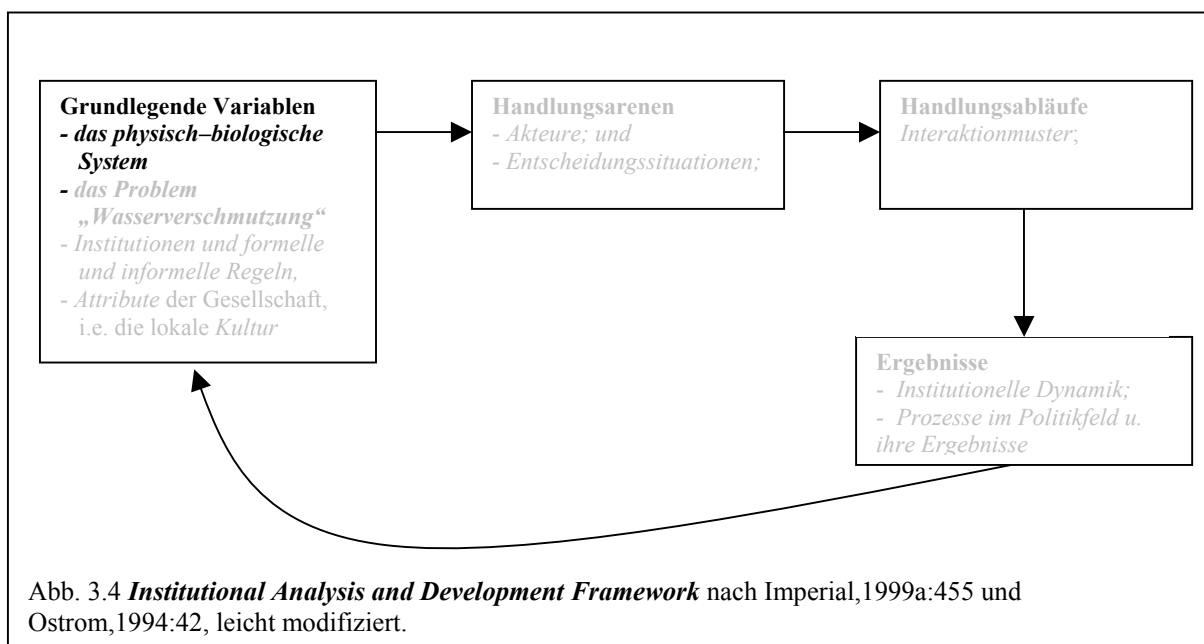 Grundlegende Variablen
- das physisch–biologische
System
- das Problem
„Wasserverschmutzung“
- Institutionen und formelle
und informelle Regeln,
- Attribute der Gesellschaft,
i.e. die lokale Kultur
Handlungsarenen
- Akteure; und
- Entscheidungssituationen;
Handlungsabläufe
Interaktionmuster;
Ergebnisse
- Institutionelle Dynamik;
- Prozesse im Politikfeld u.
ihre Ergebnisse
Abb. 3.4 Institutional Analysis and Development Framework nach Imperial,1999a:455 und
Ostrom,1994:42, leicht modifiziert.